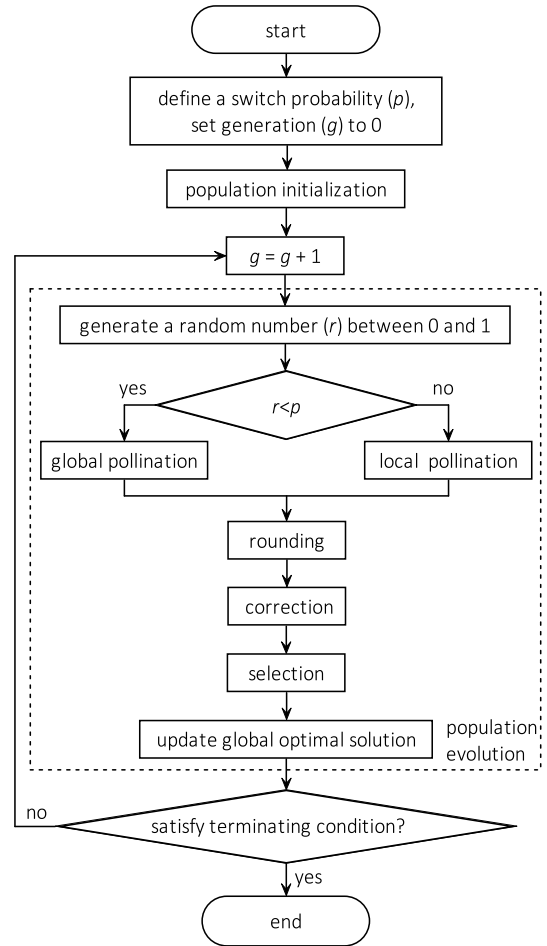 start
define a switch probability (p),
set generation (g) to 0
population initialization
g = g + 1
generate a random number (r) between 0 and 1
yes
no
r<p
global pollination
local pollination
rounding
correction
selection
update global optimal solution
population
evolution
no
satisfy terminating condition?
yes
end